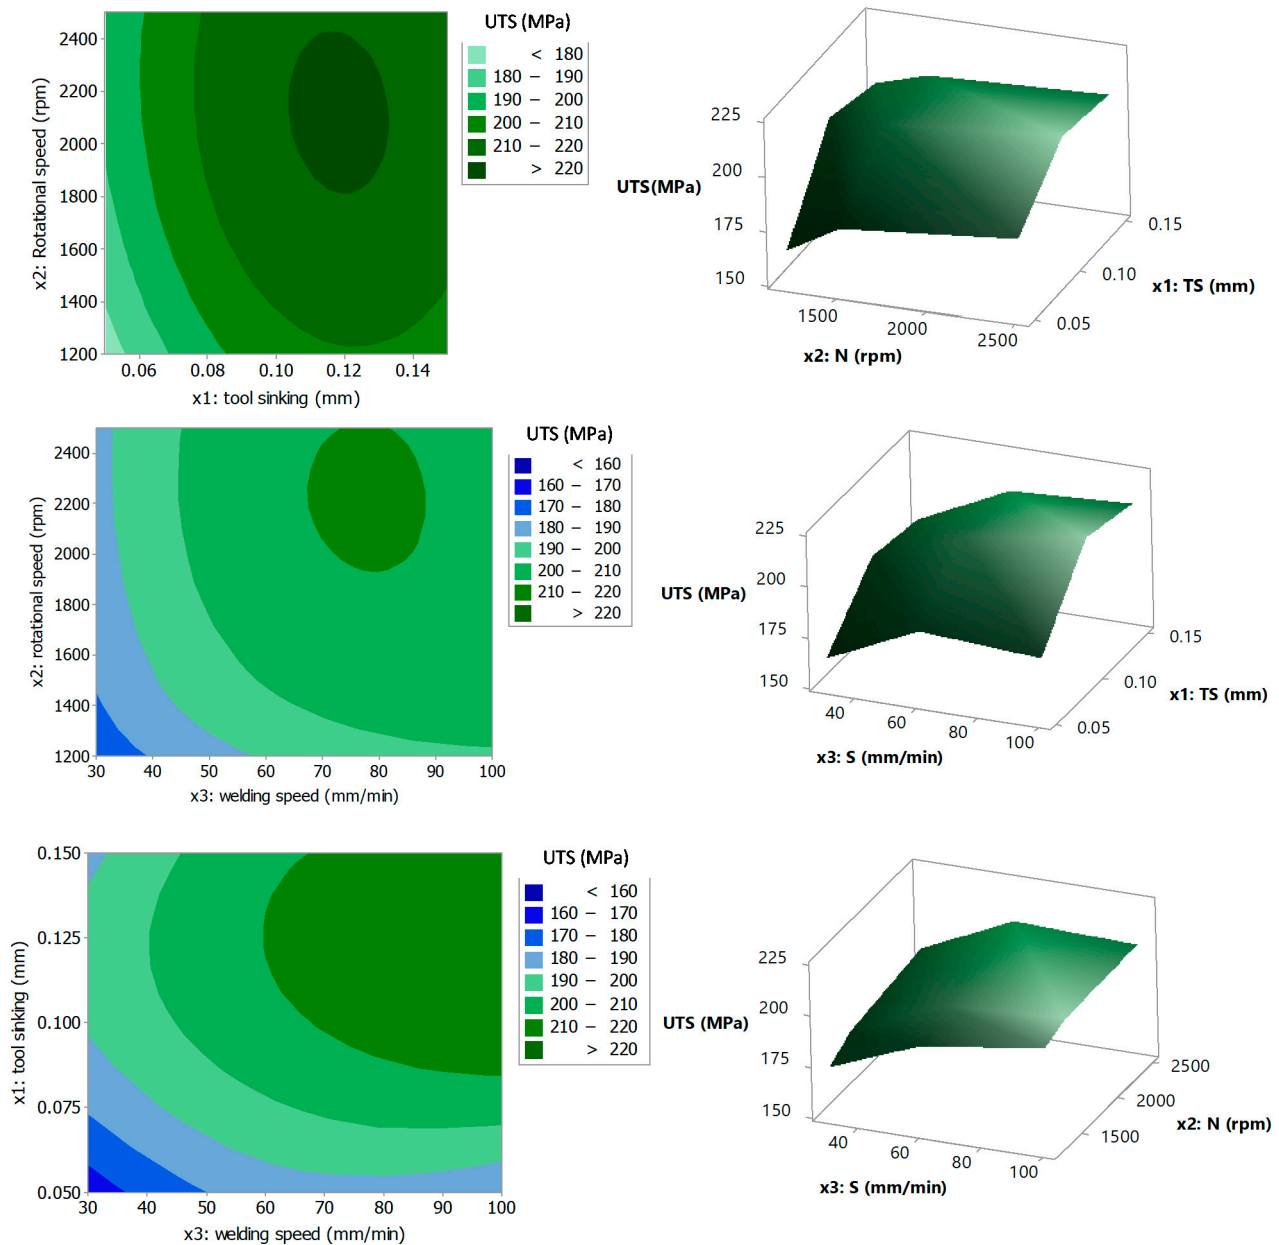 UTS (MPa)
< 180
180 – 190
190 – 200
200 – 210
210 – 220
> 220
2400
2200
2000
1800
1600
1400
1200
x2: Rotational speed (rpm)
0.06 0.08 0.10 0.12 0.14
x1: tool sinking (mm)
225
200
175
150
UTS(MPa)
1500 2000 2500
x2: N (rpm)
0.15
0.10
0.05
x1: TS (mm)
UTS (MPa)
< 160
160 – 170
170 – 180
180 – 190
190 – 200
200 – 210
210 – 220
> 220
2400
2200
2000
1800
1600
1400
1200
x2: rotational speed (rpm)
30 40 50 60 70 80 90 100
x3: welding speed (mm/min)
225
200
175
150
UTS (MPa)
40 60 80 100
x3: S (mm/min)
0.15
0.10
0.05
x1: TS (mm)
UTS (MPa)
< 160
160 – 170
170 – 180
180 – 190
190 – 200
200 – 210
210 – 220
> 220
0.150
0.125
0.100
0.075
0.050
x1: tool sinking (mm)
30 40 50 60 70 80 90 100
x3: welding speed (mm/min)
225
200
175
150
UTS (MPa)
40 60 80 100
x3: S (mm/min)
2500
2000
1500
x2: N (rpm)